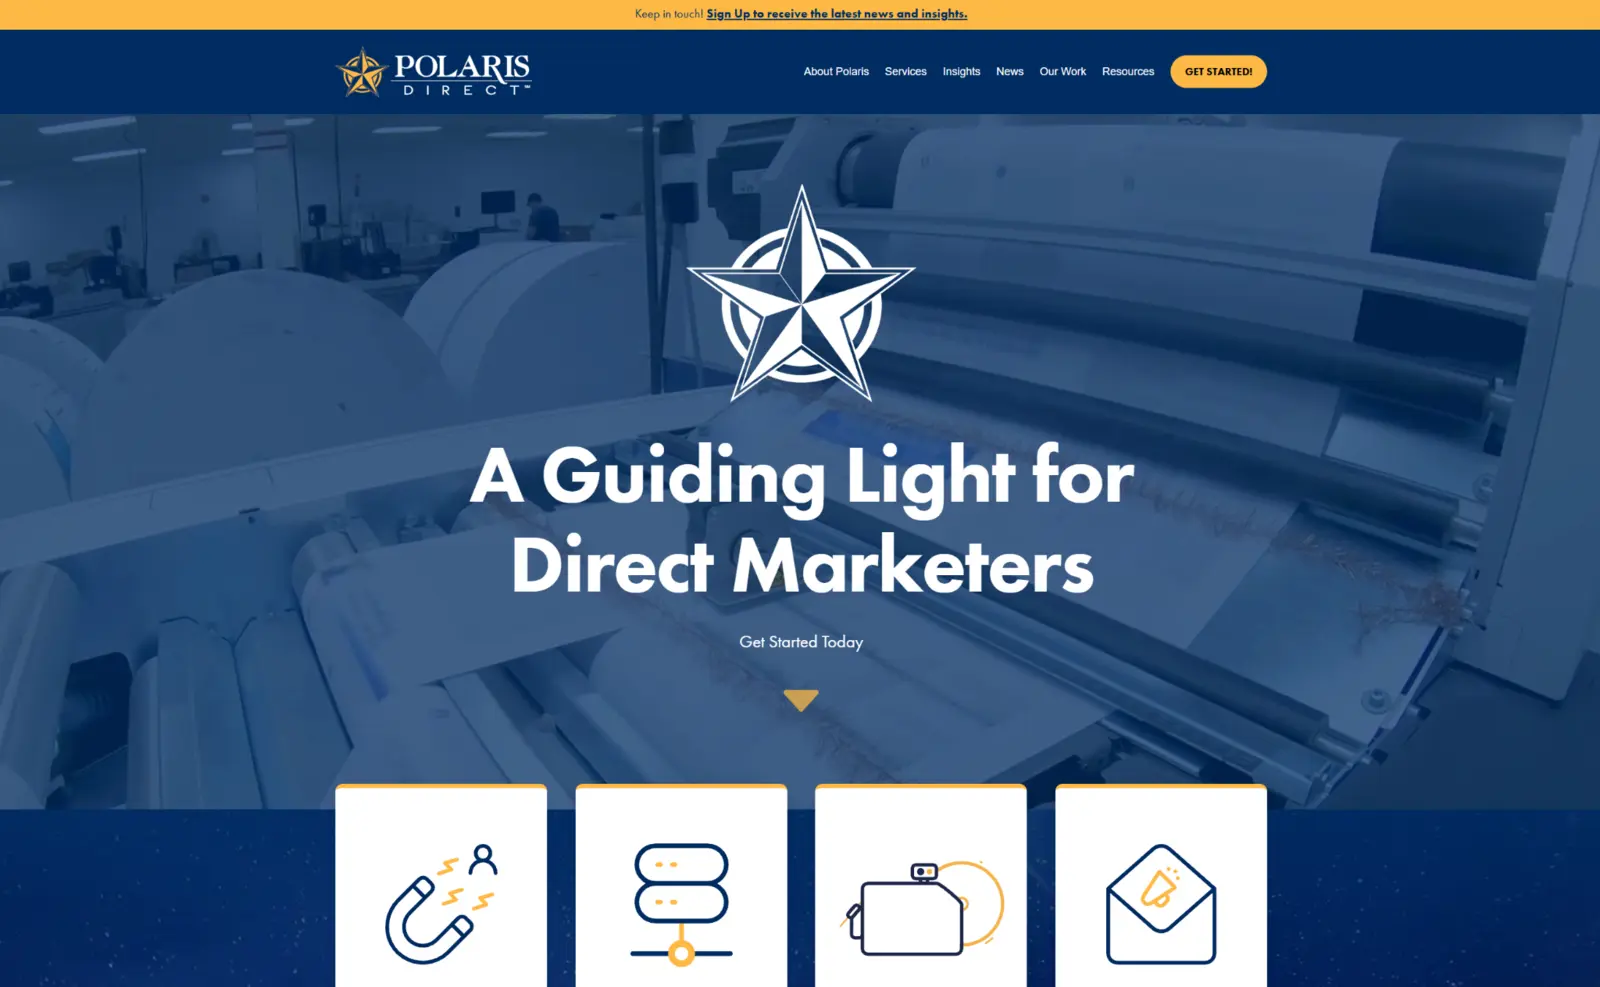 Keep in touch! Sign Up to receive the latest news and insights.
POLARIS
DIRECT™
About Polaris Services Insights News Our Work Resources GET STARTED!
A Guiding Light for
Direct Marketers
Get Started Today